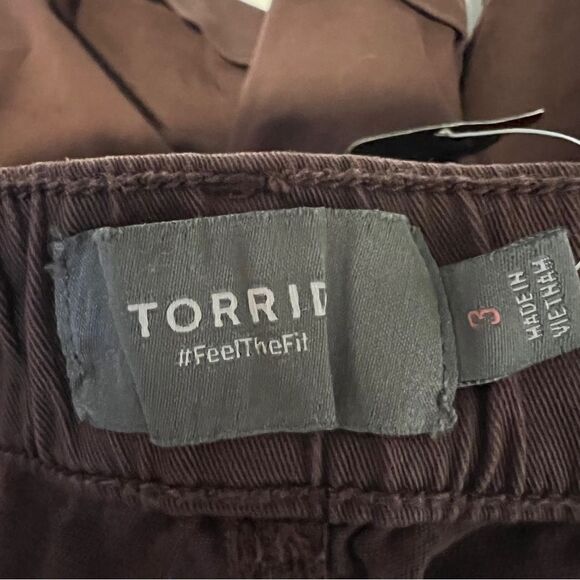 TORRID
#FeelTheFit
3
MADE IN
VIETNAM